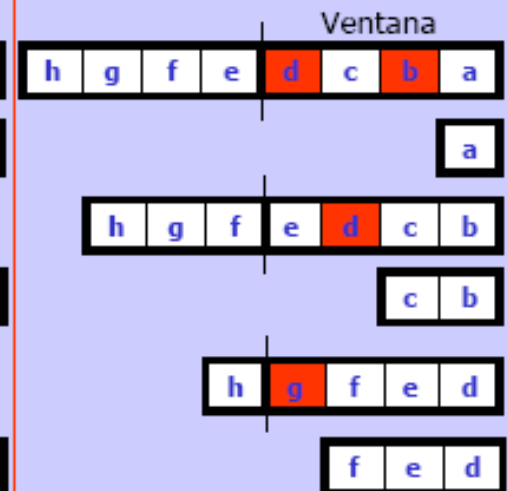 Ventana
h g f e d c b a
a
h g f e d c b
c b
h g f e d
f e d